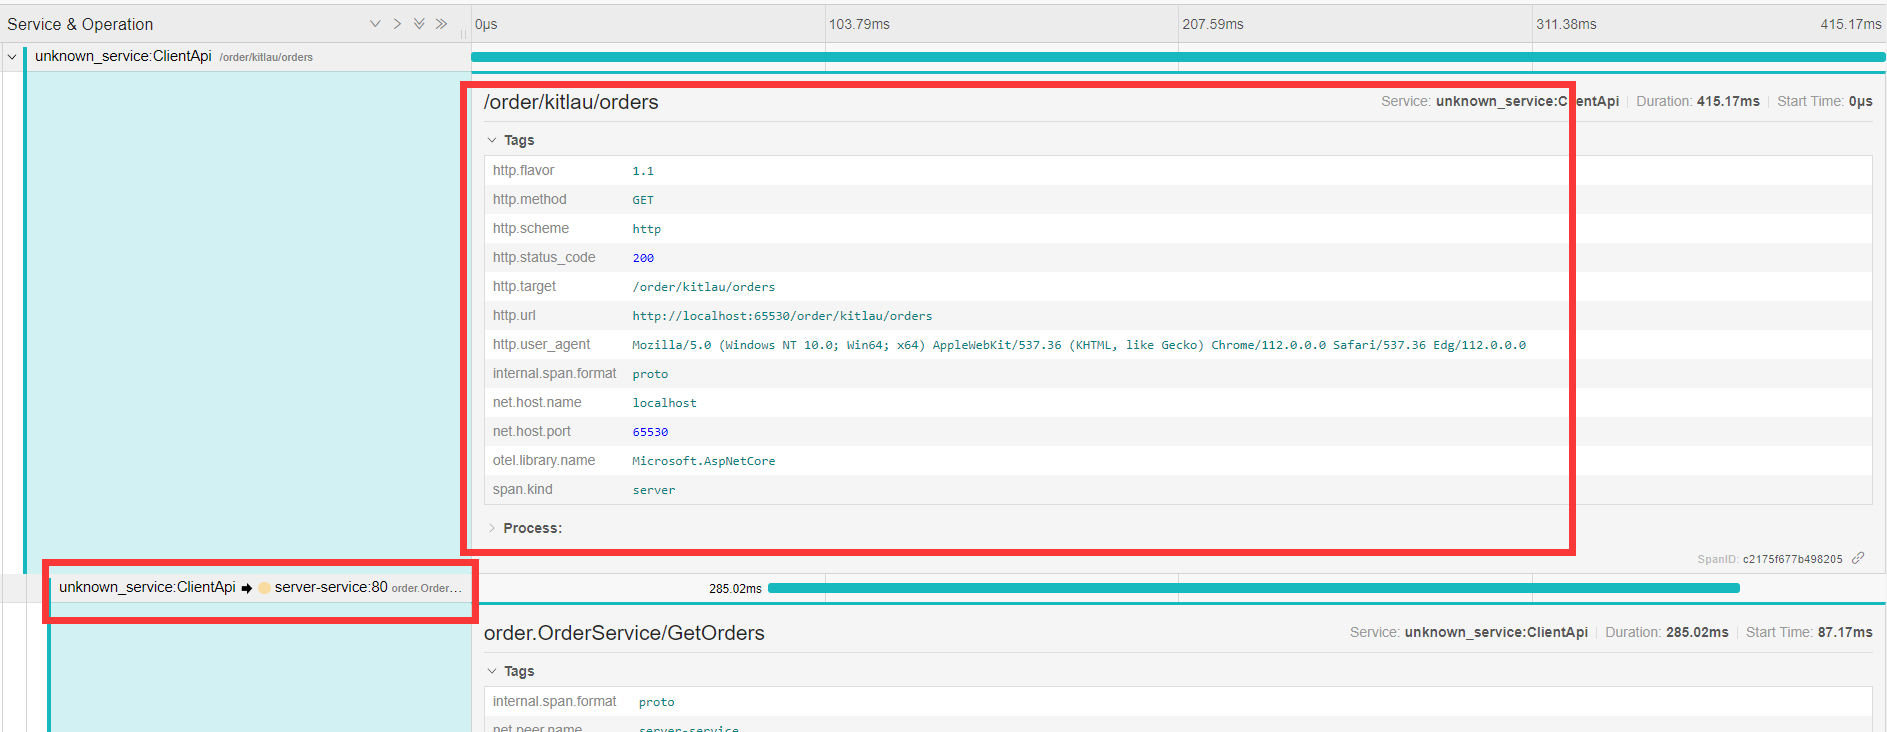 Service & Operation 0μs 103.79ms 207.59ms 311.38ms 415.17ms
unknown_service:ClientApi /order/kitlau/orders
/order/kitlau/orders Service: unknown_service:ClientApi Duration: 415.17ms Start Time: 0μs
Tags
http.flavor 1.1
http.method GET
http.scheme http
http.status_code 200
http.target /order/kitlau/orders
http.url http://localhost:65530/order/kitlau/orders
http.user_agent Mozilla/5.0 (Windows NT 10.0; Win64; x64) AppleWebKit/537.36 (KHTML, like Gecko) Chrome/112.0.0.0 Safari/537.36 Edg/112.0.0.0
internal.span.format proto
net.host.name localhost
net.host.port 65530
otel.library.name Microsoft.AspNetCore
span.kind server
Process:
SpanID: c2175f677b498205
unknown_service:ClientApi server-service:80 order.Order... 285.02ms
order.OrderService/GetOrders Service: unknown_service:ClientApi Duration: 285.02ms Start Time: 87.17ms
Tags
internal.span.format proto
net.peer.name server-service